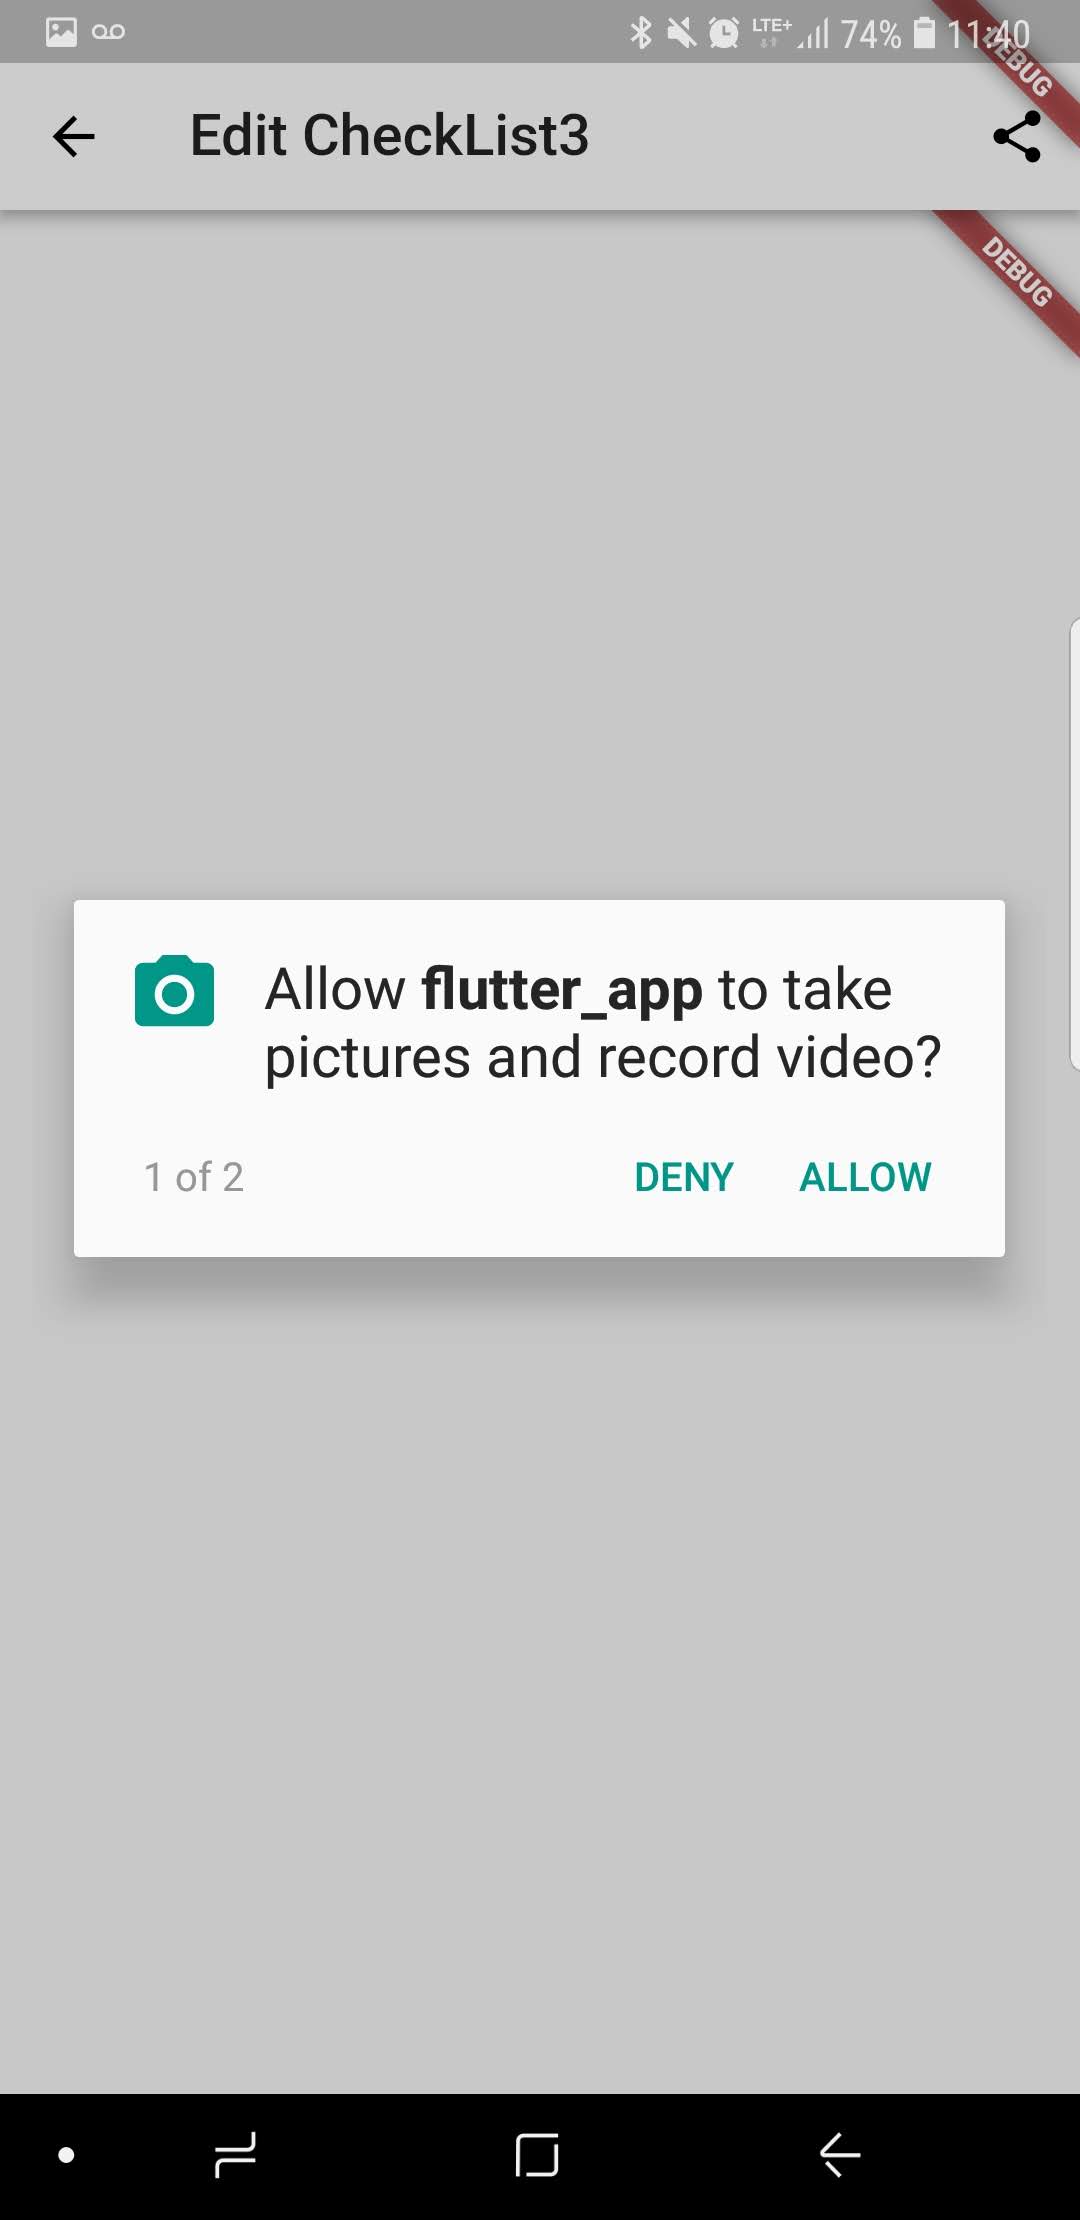 LTE+ 74% 11:40
DEBUG
Edit CheckList3
DEBUG
Allow flutter_app to take
pictures and record video?
1 of 2 DENY ALLOW